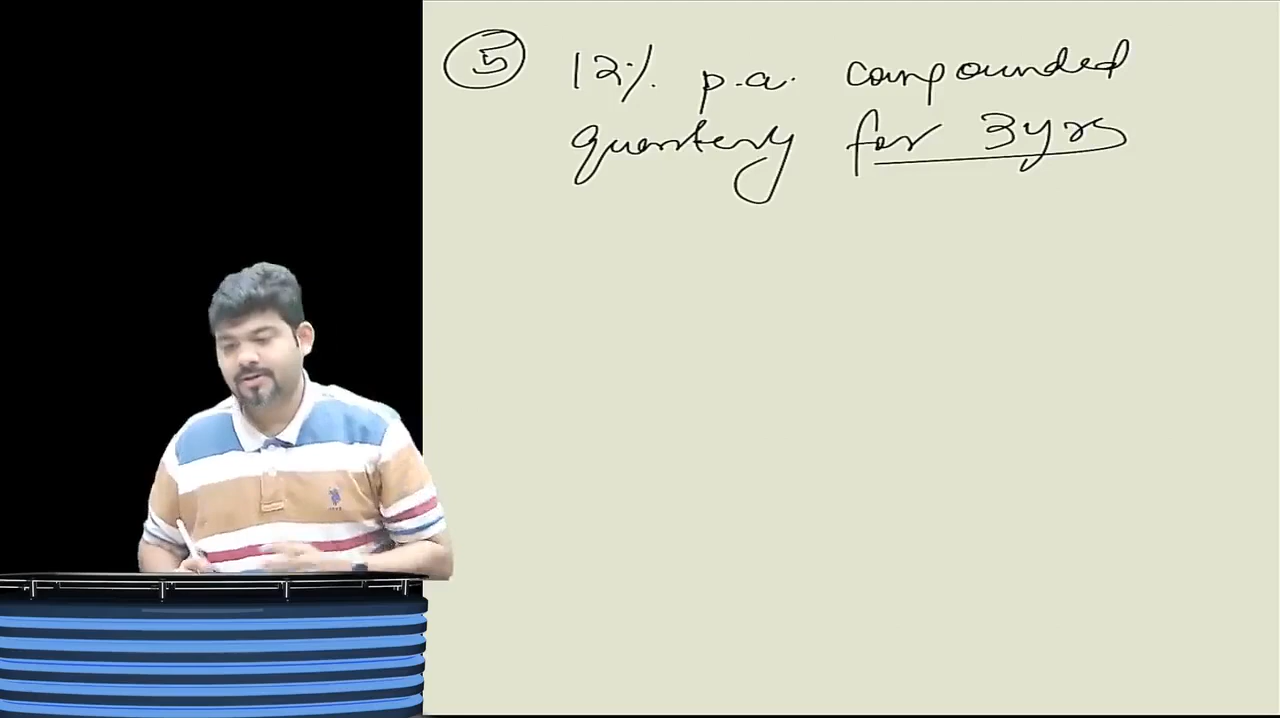 ⑤ 12% p.a. compounded
quarterly for 3yrs